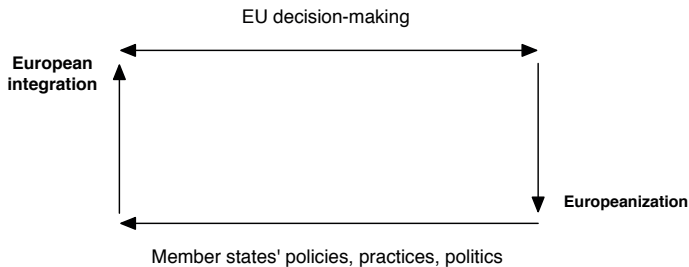 EU decision-making
European
integration
Europeanization
Member states' policies, practices, politics